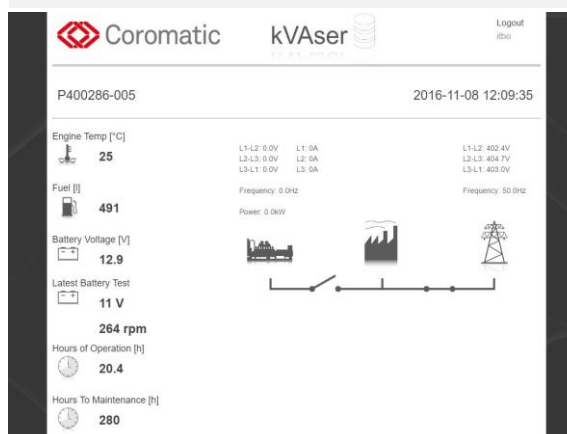 Coromatic
kVAser
Logout
itbo
P400286-005
2016-11-08 12:09:35
Engine Temp [°C]
25
Fuel [l]
491
Battery Voltage [V]
12.9
Latest Battery Test
11 V
264 rpm
Hours of Operation [h]
20.4
Hours To Maintenance [h]
280
L1-L2: 0.0V L1: 0A
L2-L3: 0.0V L2: 0A
L3-L1: 0.0V L3: 0A
Frequency: 0.0Hz
Power: 0.0kW
L1-L2: 402.4V
L2-L3: 404.7V
L3-L1: 403.0V
Frequency: 50.0Hz